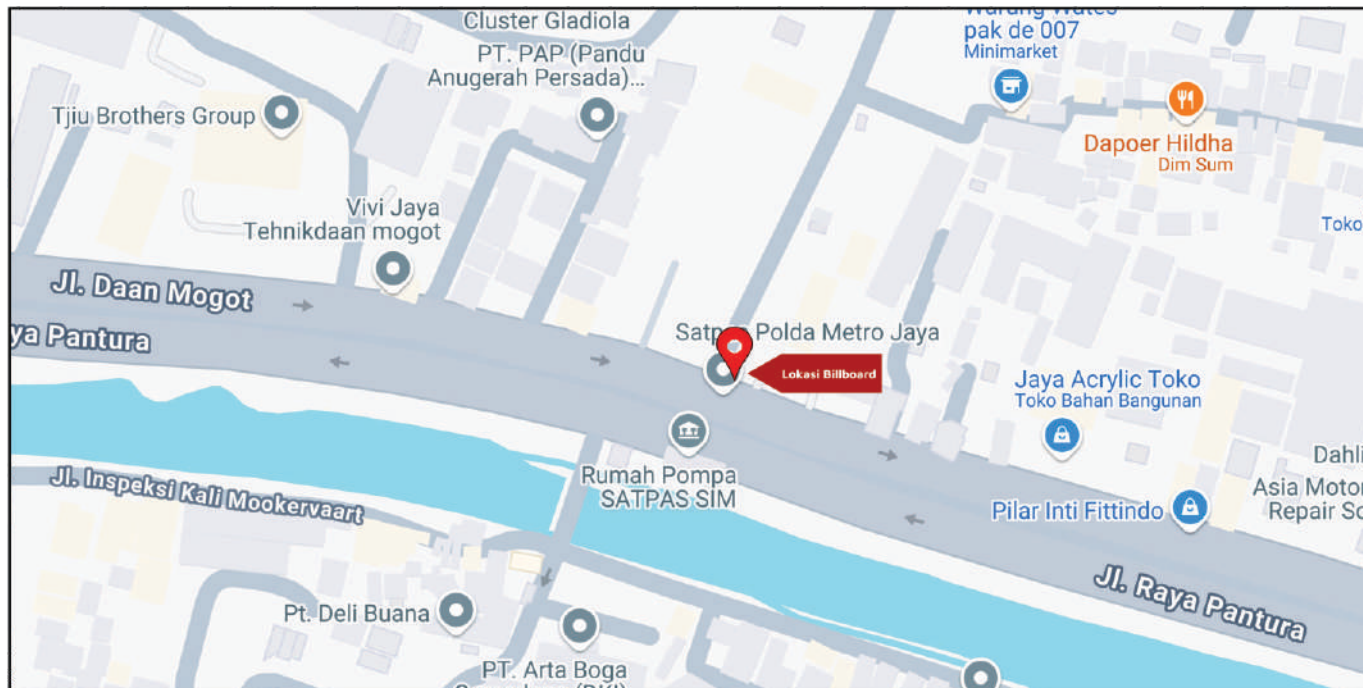 Cluster Gladiola
PT. PAP (Pandu
Anugerah Persada)...
pak de 007
Minimarket
Tjiu Brothers Group
Dapoer Hildha
Dim Sum
Vivi Jaya
Tehnikdaan mogot
Toko
Jl. Daan Mogot
ya Pantura
Polda Metro Jaya
Lokasi Billboard
Jaya Acrylic Toko
Toko Bahan Bangunan
Rumah Pompa
SATPAS SIM
Jl. Inspeksi Kali Mookervaart
Dahli
Asia Motor
Repair Sc
Pilar Inti Fittindo
Jl. Raya Pantura
Pt. Deli Buana
PT. Arta Boga